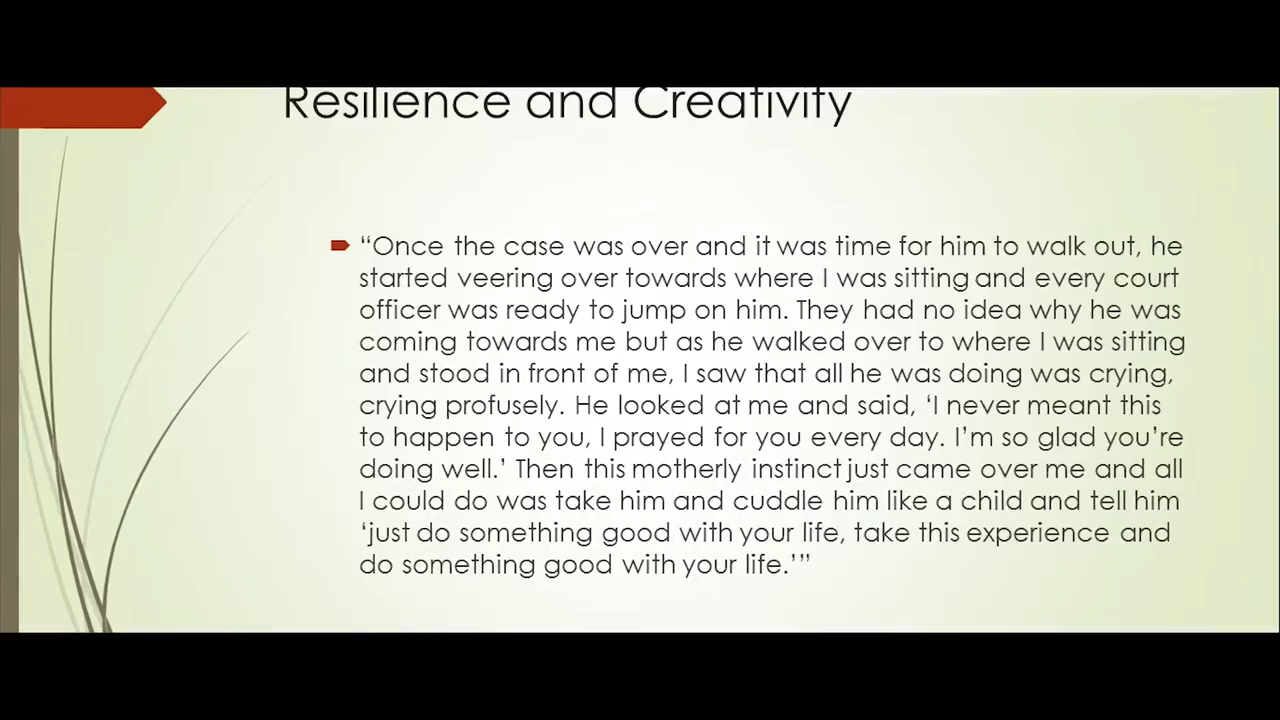 Resilience and Creativity
“Once the case was over and it was time for him to walk out, he
started veering over towards where I was sitting and every court
officer was ready to jump on him. They had no idea why he was
coming towards me but as he walked over to where I was sitting
and stood in front of me, I saw that all he was doing was crying,
crying profusely. He looked at me and said, ‘I never meant this
to happen to you, I prayed for you every day. I’m so glad you’re
doing well.’ Then this motherly instinct just came over me and all
I could do was take him and cuddle him like a child and tell him
‘just do something good with your life, take this experience and
do something good with your life.’”